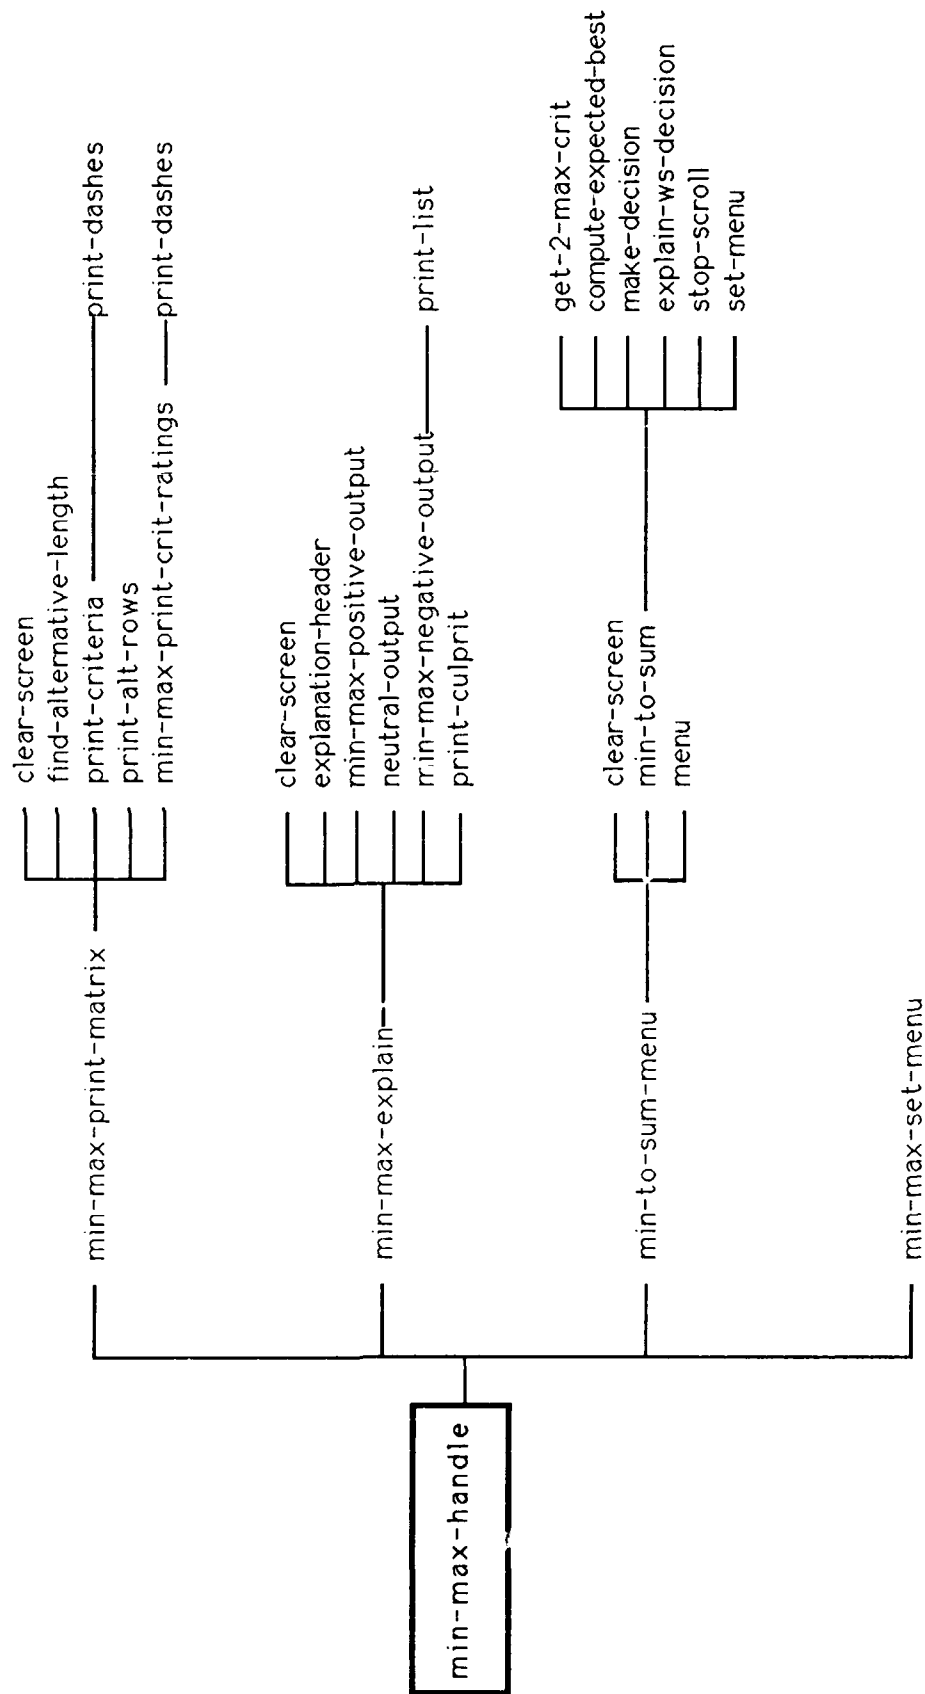 min-max-handle
min-max-print-matrix
clear-screen
find-alternative-length
print-criteria
print-dashes
print-alt-rows
min-max-print-crit-ratings
print-dashes
min-max-explain
clear-screen
explanation-header
min-max-positive-output
neutral-output
min-max-negative-output
print-list
print-culprit
min-to-sum-menu
clear-screen
min-to-sum
get-2-max-crit
compute-expected-best
make-decision
explain-ws-decision
stop-scroll
set-menu
menu
min-max-set-menu